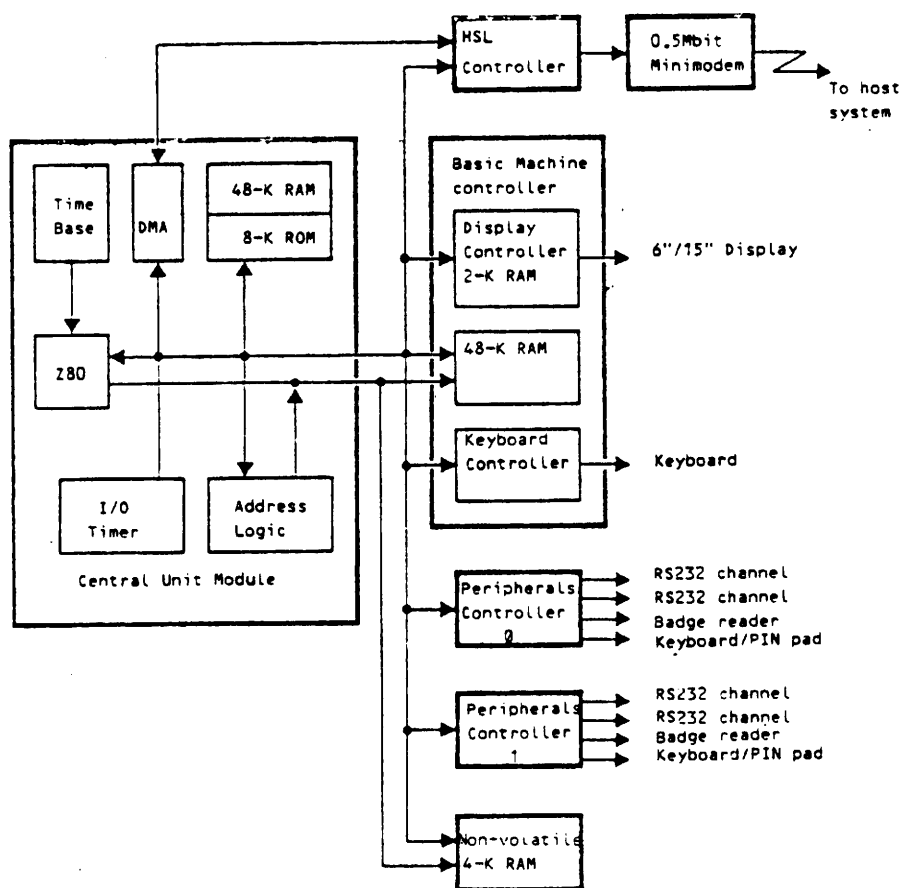 HSL
Controller
0.5Mbit
Minimodem
To host
system
Time
Base
DMA
48-K RAM
8-K ROM
Z80
I/O
Timer
Address
Logic
Central Unit Module
Basic Machine
controller
Display
Controller
2-K RAM
6"/15" Display
48-K RAM
Keyboard
Controller
Keyboard
Peripherals
Controller
0
RS232 channel
RS232 channel
Badge reader
Keyboard/PIN pad
Peripherals
Controller
1
RS232 channel
RS232 channel
Badge reader
Keyboard/PIN pad
Non-volatile
4-K RAM